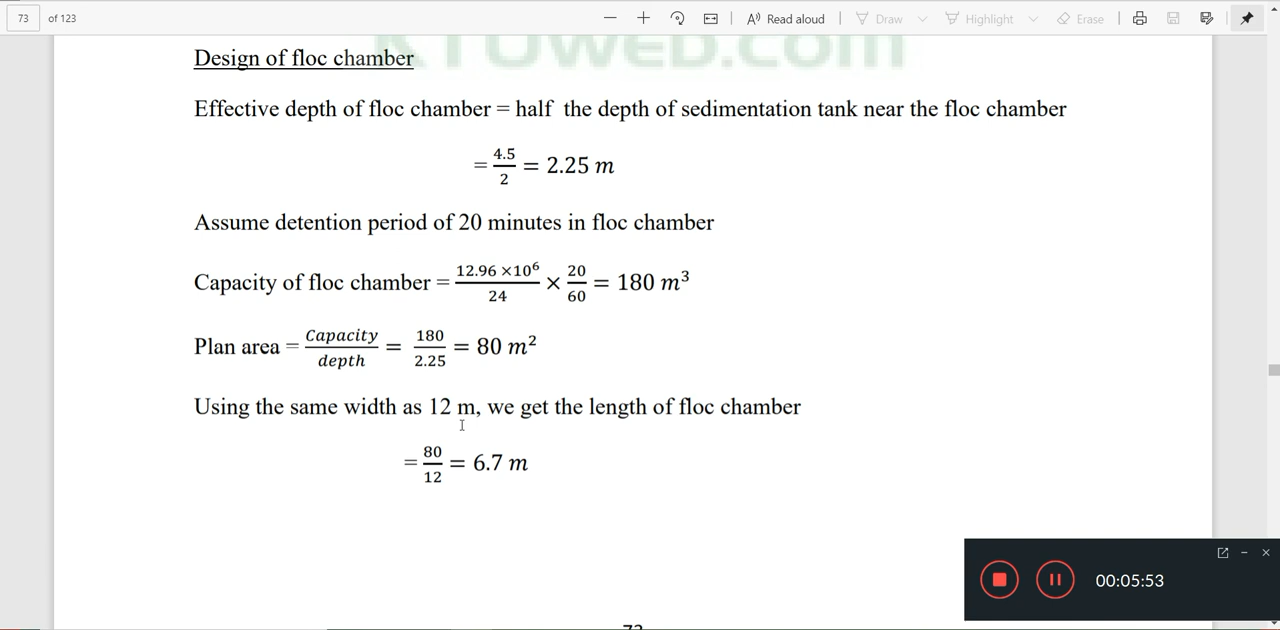 73 of 123 Read aloud Draw Highlight Erase
KTUweb.com
Design of floc chamber
Effective depth of floc chamber = half the depth of sedimentation tank near the floc chamber
= 4.5/2 = 2.25 m
Assume detention period of 20 minutes in floc chamber
Capacity of floc chamber = 12.96 ×10⁶/24 × 20/60 = 180 m³
Plan area = Capacity/depth = 180/2.25 = 80 m²
Using the same width as 12 m, we get the length of floc chamber
= 80/12 = 6.7 m
00:05:53